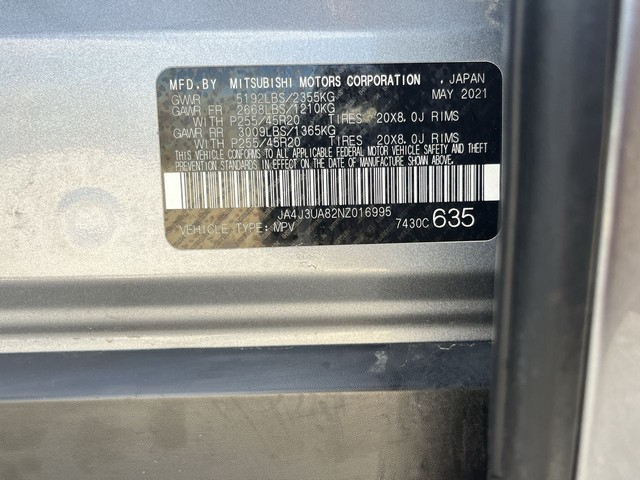 MFD.BY MITSUBISHI MOTORS CORPORATION , JAPAN
GVWR 5192LBS/2355KG MAY 2021
GAWR FR 2668LBS/1210KG
WITH P255/45R20 TIRES 20X8.0J RIMS
GAWR RR 3009LBS/1365KG
WITH P255/45R20 TIRES 20X8.0J RIMS
THIS VEHICLE CONFORMS TO ALL APPLICABLE FEDERAL MOTOR VEHICLE SAFETY AND THEFT
PREVENTION STANDARDS IN EFFECT ON THE DATE OF MANUFACTURE SHOWN ABOVE.
JA4J3UA82NZ016995
VEHICLE TYPE: MPV 7430C 635